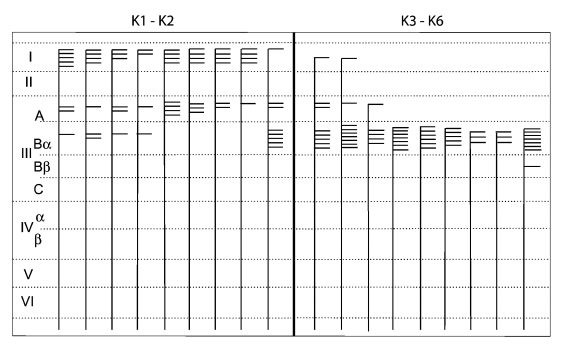 K1 - K2
K3 - K6
I
II
A
III Bα
Bβ
C
IV α
β
V
VI